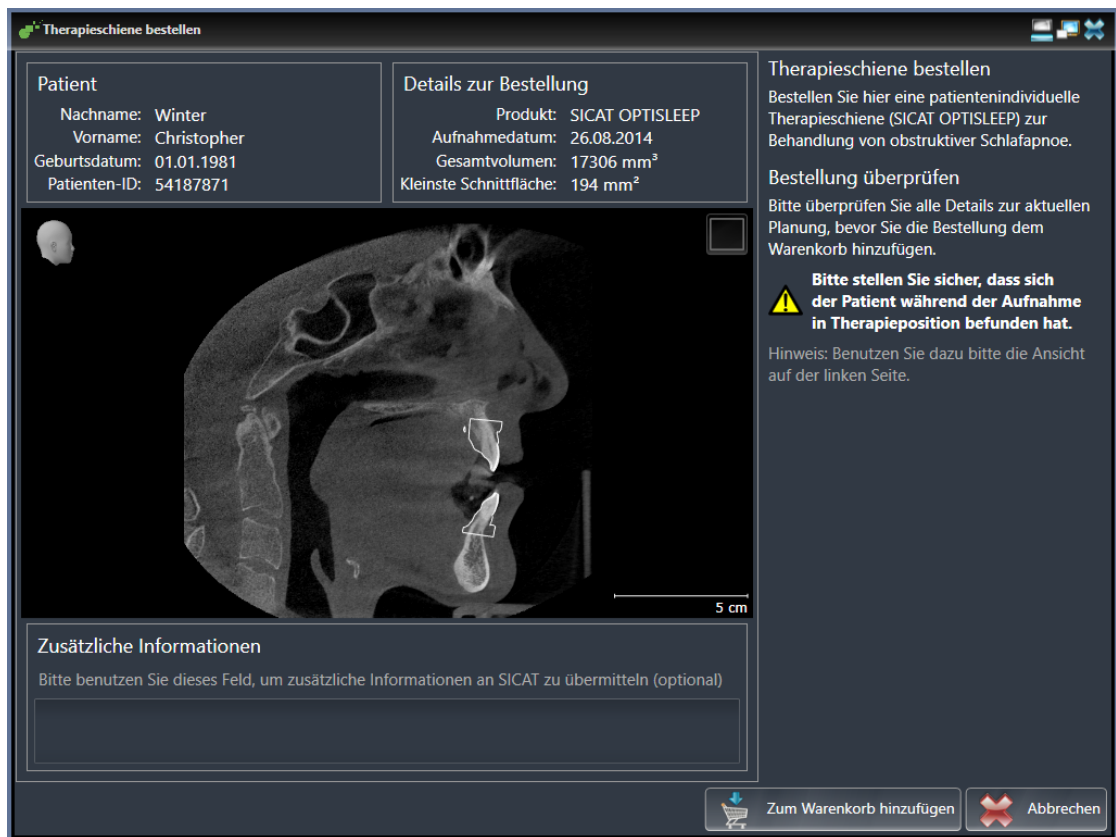 Therapieschiene bestellen
Patient
Nachname: Winter
Vorname: Christopher
Geburtsdatum: 01.01.1981
Patienten-ID: 54187871
Details zur Bestellung
Produkt: SICAT OPTISLEEP
Aufnahmedatum: 26.08.2014
Gesamtvolumen: 17306 mm³
Kleinste Schnittfläche: 194 mm²
5 cm
Zusätzliche Informationen
Bitte benutzen Sie dieses Feld, um zusätzliche Informationen an SICAT zu übermitteln (optional)
Therapieschiene bestellen
Bestellen Sie hier eine patientenindividuelle
Therapieschiene (SICAT OPTISLEEP) zur
Behandlung von obstruktiver Schlafapnoe.
Bestellung überprüfen
Bitte überprüfen Sie alle Details zur aktuellen
Planung, bevor Sie die Bestellung dem
Warenkorb hinzufügen.
Bitte stellen Sie sicher, dass sich
der Patient während der Aufnahme
in Therapieposition befunden hat.
Hinweis: Benutzen Sie dazu bitte die Ansicht
auf der linken Seite.
Zum Warenkorb hinzufügen
Abbrechen